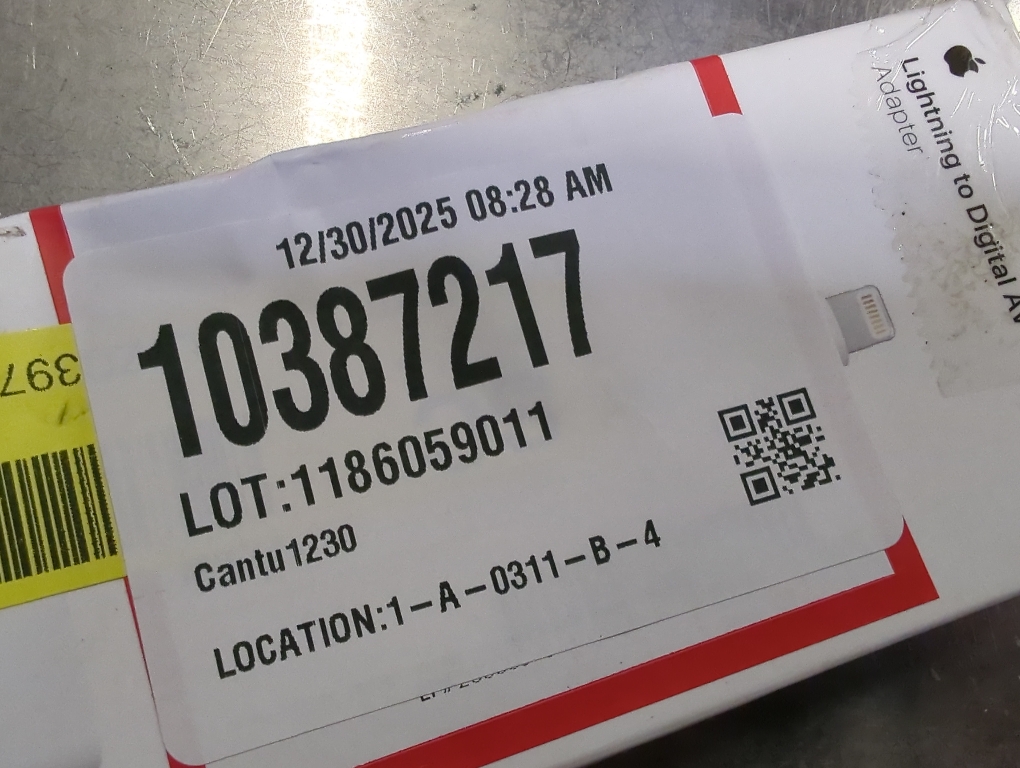 12/30/2025 08:28 AM
10387217
LOT:1186059011
Cantu1230
LOCATION:1-A-0311-B-4
Lightning to Digital AV
Adapter
397